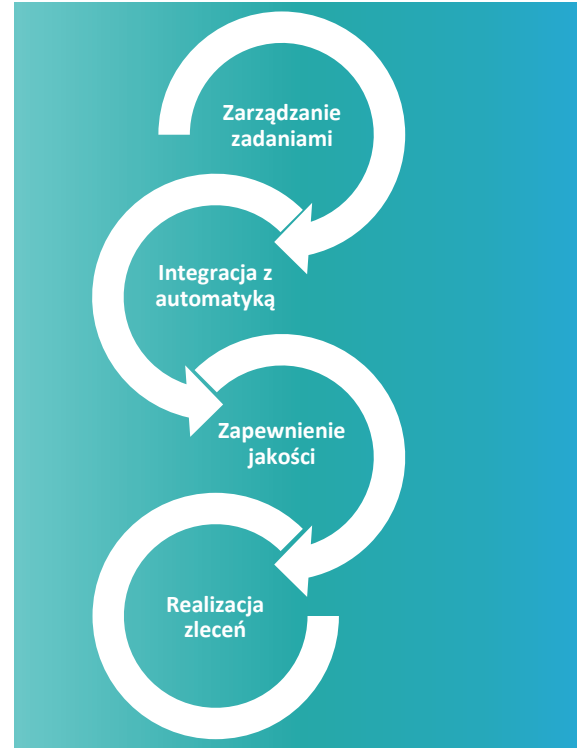 Zarządzanie
zadaniami
Integracja z
automatyką
Zapewnienie
jakości
Realizacja
zleceń